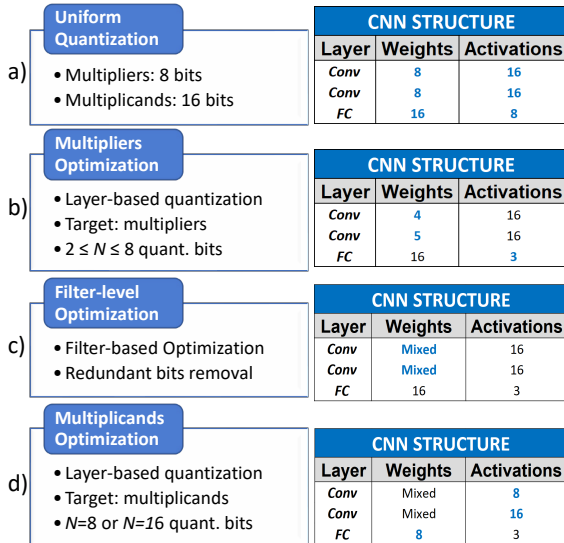 a)
Uniform
Quantization
• Multipliers: 8 bits
• Multiplicands: 16 bits
CNN STRUCTURE
Layer Weights Activations
Conv 8 16
Conv 8 16
FC 16 8
b)
Multipliers
Optimization
• Layer-based quantization
• Target: multipliers
• 2 ≤ N ≤ 8 quant. bits
CNN STRUCTURE
Layer Weights Activations
Conv 4 16
Conv 5 16
FC 16 3
c)
Filter-level
Optimization
• Filter-based Optimization
• Redundant bits removal
CNN STRUCTURE
Layer Weights Activations
Conv Mixed 16
Conv Mixed 16
FC 16 3
d)
Multiplicands
Optimization
• Layer-based quantization
• Target: multiplicands
• N=8 or N=16 quant. bits
CNN STRUCTURE
Layer Weights Activations
Conv Mixed 8
Conv Mixed 16
FC 8 3